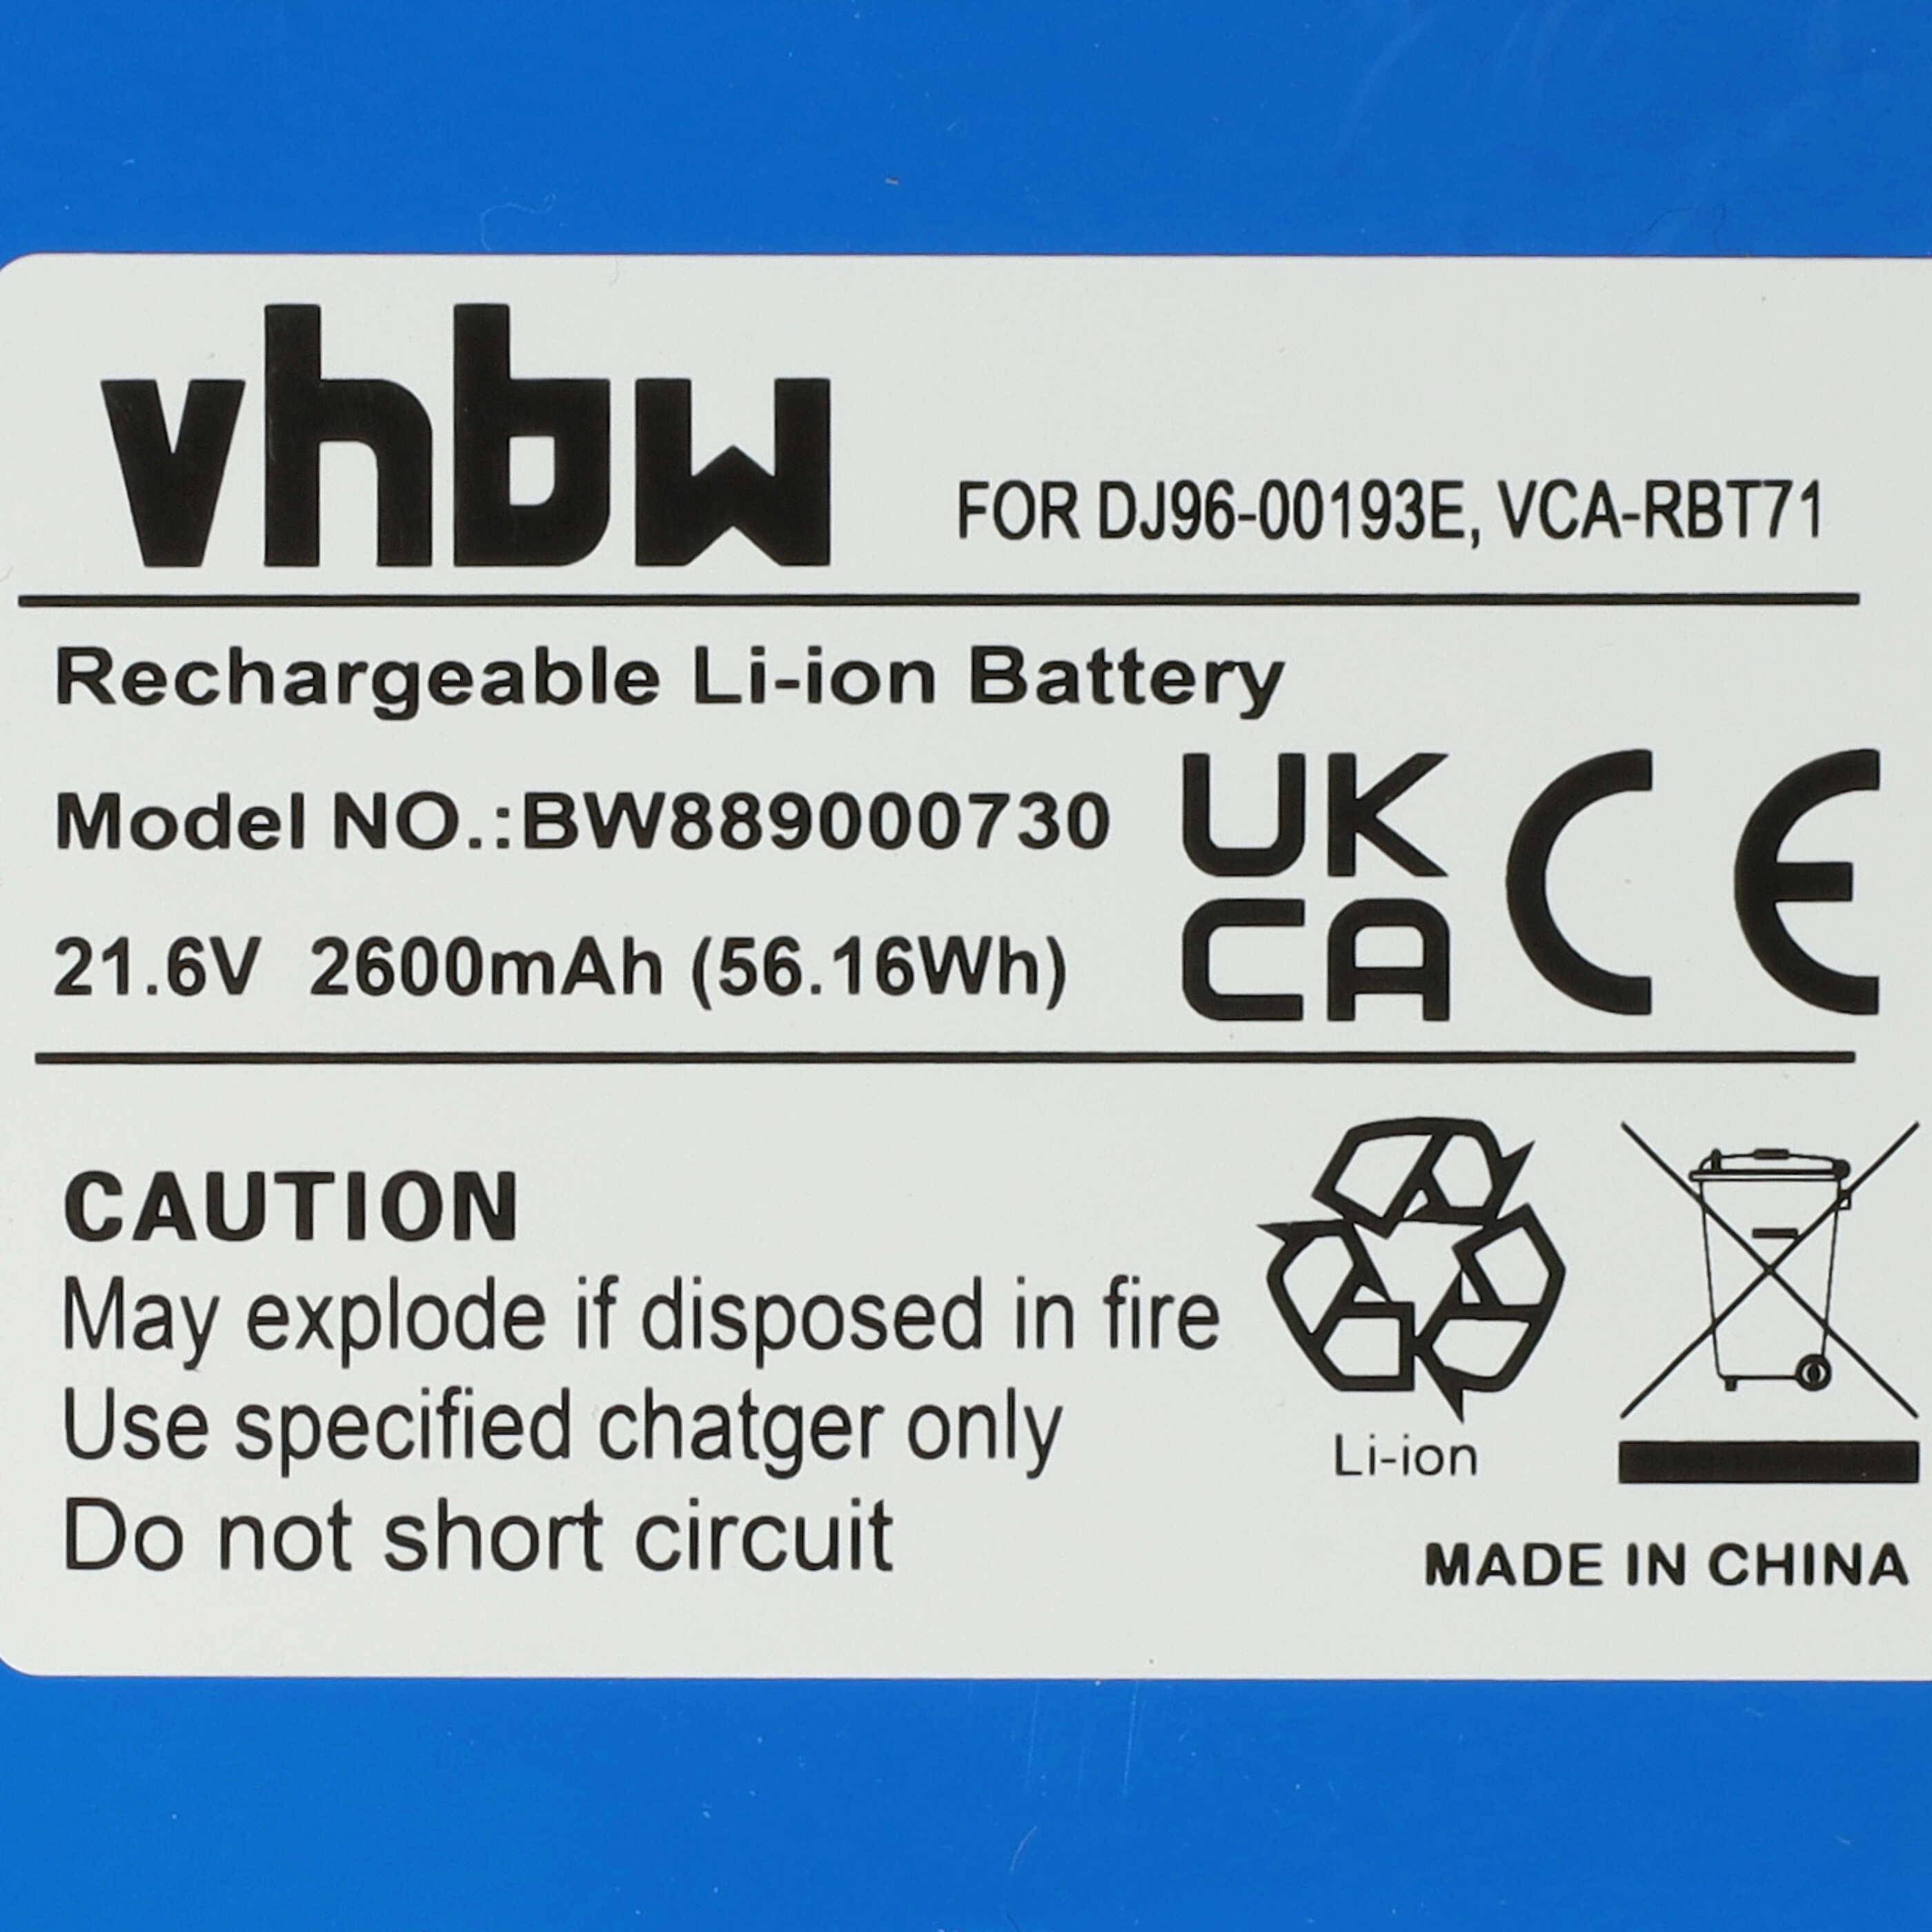 vhbw FOR DJ96-00193E, VCA-RBT71
Rechargeable Li-ion Battery
Model NO.:BW889000730
21.6V 2600mAh (56.16Wh)
UK
CA
CE
CAUTION
May explode if disposed in fire
Use specified chatger only
Do not short circuit
Li-ion
MADE IN CHINA